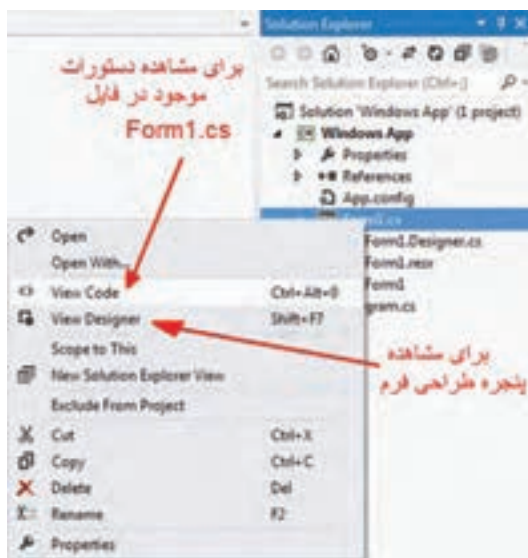 Solution Explorer
Search Solution Explorer (Ctrl+;)
Solution 'Windows App' (1 project)
Windows App
Properties
References
App.config
Form1.cs
Form1.Designer.cs
Form1.resx
Form1
gram.cs
برای مشاهده دستورات
موجود در فایل
Form1.cs
Open
Open With...
View Code Ctrl+Alt+0
View Designer Shift+F7
Scope to This
New Solution Explorer View
Exclude From Project
Cut Ctrl+X
Copy Ctrl+C
Delete Del
Rename F2
Properties
برای مشاهده
پنجره طراحی فرم